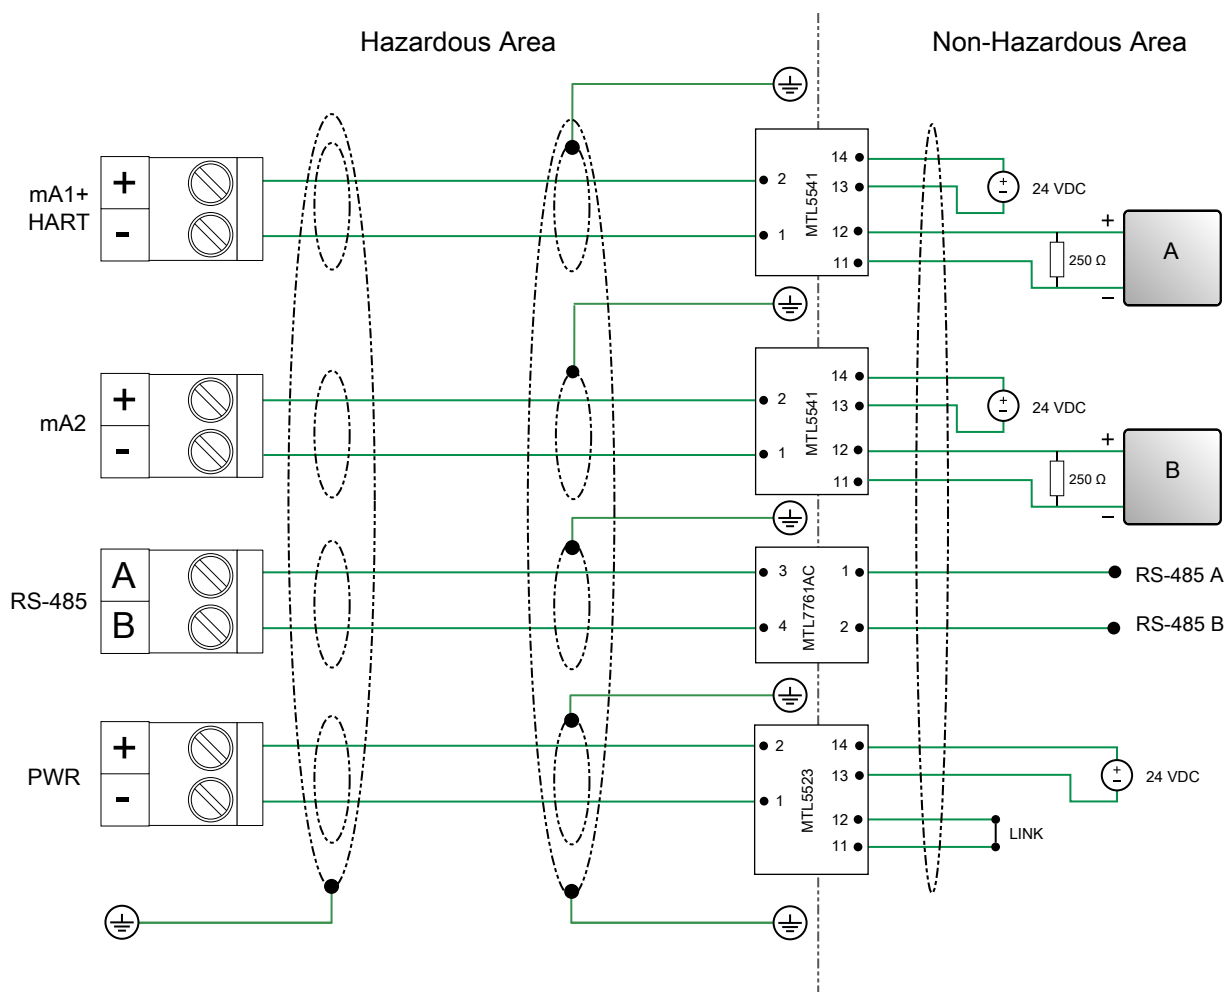 Hazardous Area
Non-Hazardous Area
mA1+
HART
+
-
2
1
MTL5541
14
13
12
11
+
-
24 VDC
250 Ω
+
–
A
mA2
+
-
2
1
MTL5541
14
13
12
11
+
-
24 VDC
250 Ω
+
–
B
RS-485
A
B
3
4
MTL7761AC
1
2
RS-485 A
RS-485 B
PWR
+
-
2
1
MTL5523
14
13
12
11
+
-
24 VDC
LINK